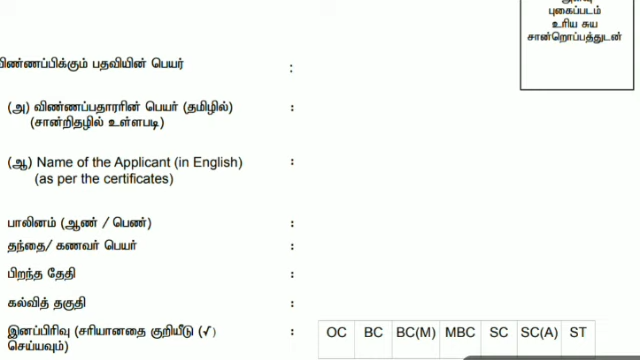 புகைப்படம்
உரிய சுய
சான்றொப்பத்துடன்
விண்ணப்பிக்கும் பதவியின் பெயர் :
(அ) விண்ணப்பதாரரின் பெயர் (தமிழில்) :
(சான்றிதழில் உள்ளபடி)
(ஆ) Name of the Applicant (in English) :
(as per the certificates)
பாலினம் (ஆண் / பெண்) :
தந்தை/ கணவர் பெயர் :
பிறந்த தேதி :
கல்வித் தகுதி :
இனப்பிரிவு (சரியானதை குறியீடு (✓) : OC BC BC(M) MBC SC SC(A) ST
செய்யவும்)